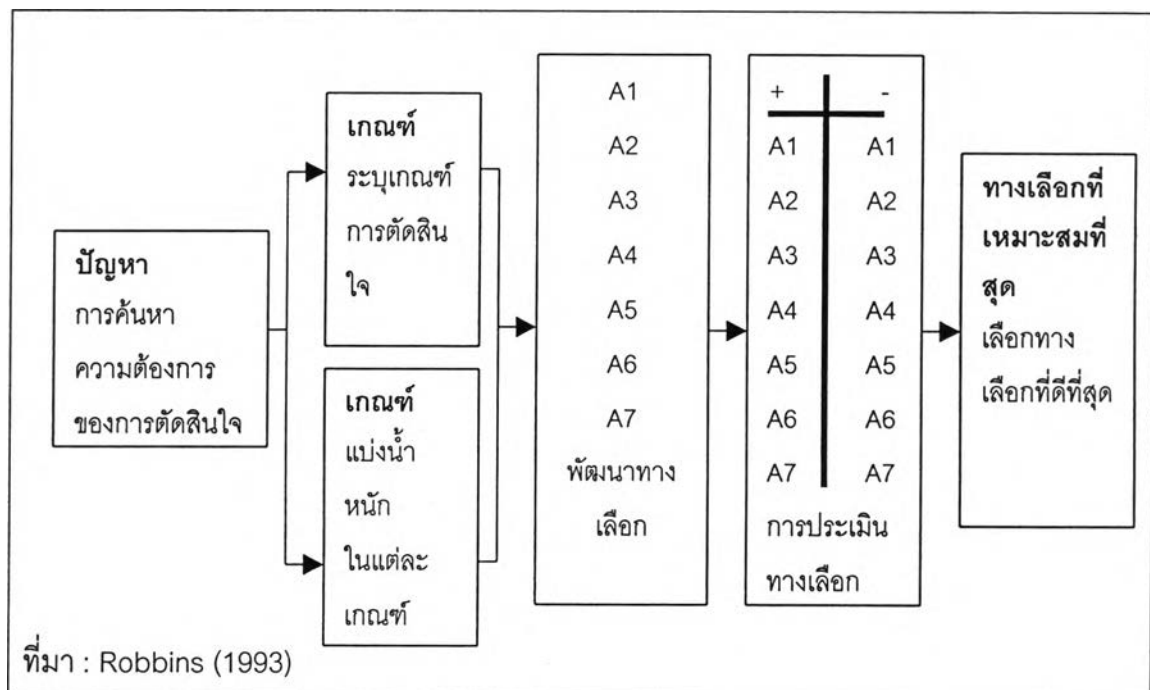 ปัญหา
การค้นหา
ความต้องการ
ของการตัดสินใจ
เกณฑ์
ระบุเกณฑ์
การตัดสิน
ใจ
เกณฑ์
แบ่งน้ำ
หนัก
ในแต่ละ
เกณฑ์
A1
A2
A3
A4
A5
A6
A7
พัฒนาทาง
เลือก
+ -
A1 A1
A2 A2
A3 A3
A4 A4
A5 A5
A6 A6
A7 A7
การประเมิน
ทางเลือก
ทางเลือกที่
เหมาะสมที่
สุด
เลือกทาง
เลือกที่ดีที่สุด
ที่มา : Robbins (1993)